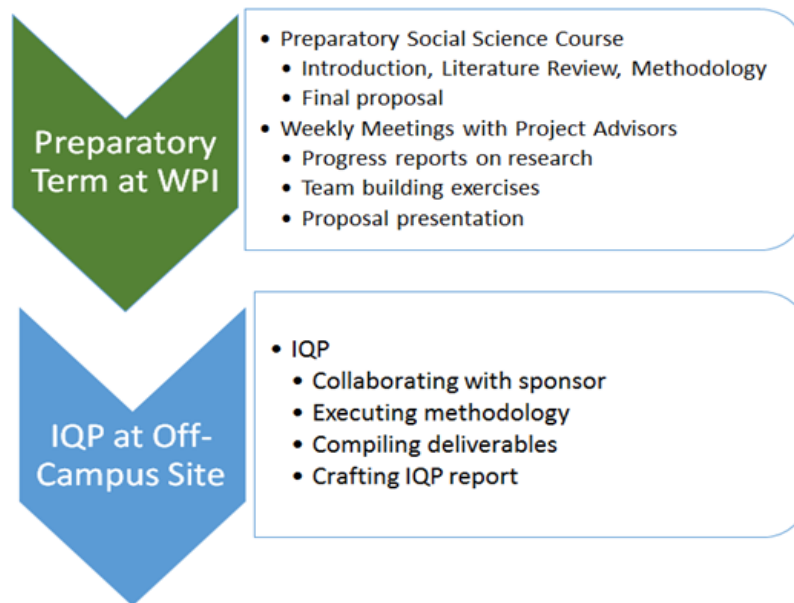 Preparatory
Term at WPI
• Preparatory Social Science Course
• Introduction, Literature Review, Methodology
• Final proposal
• Weekly Meetings with Project Advisors
• Progress reports on research
• Team building exercises
• Proposal presentation
IQP at Off-
Campus Site
• IQP
• Collaborating with sponsor
• Executing methodology
• Compiling deliverables
• Crafting IQP report